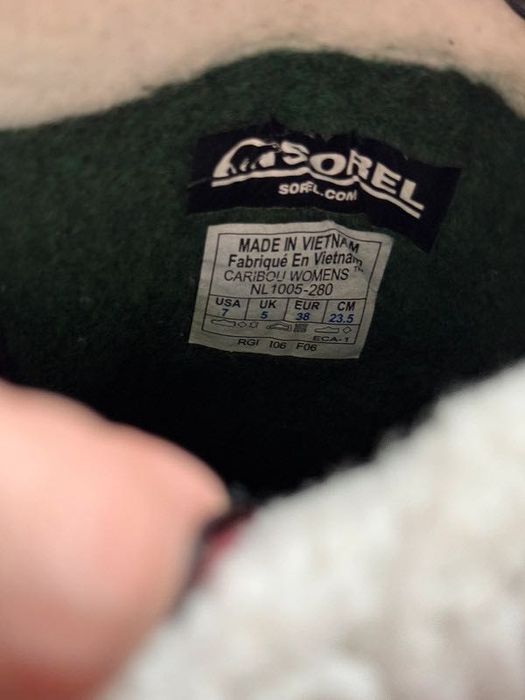 SOREL
SOREL.COM
MADE IN VIETNAM
Fabriqué En Vietnam
CARIBOU WOMENS™
NL1005-280
USA UK EUR CM
7 5 38 23.5
ECA-1
RGI I06 F06